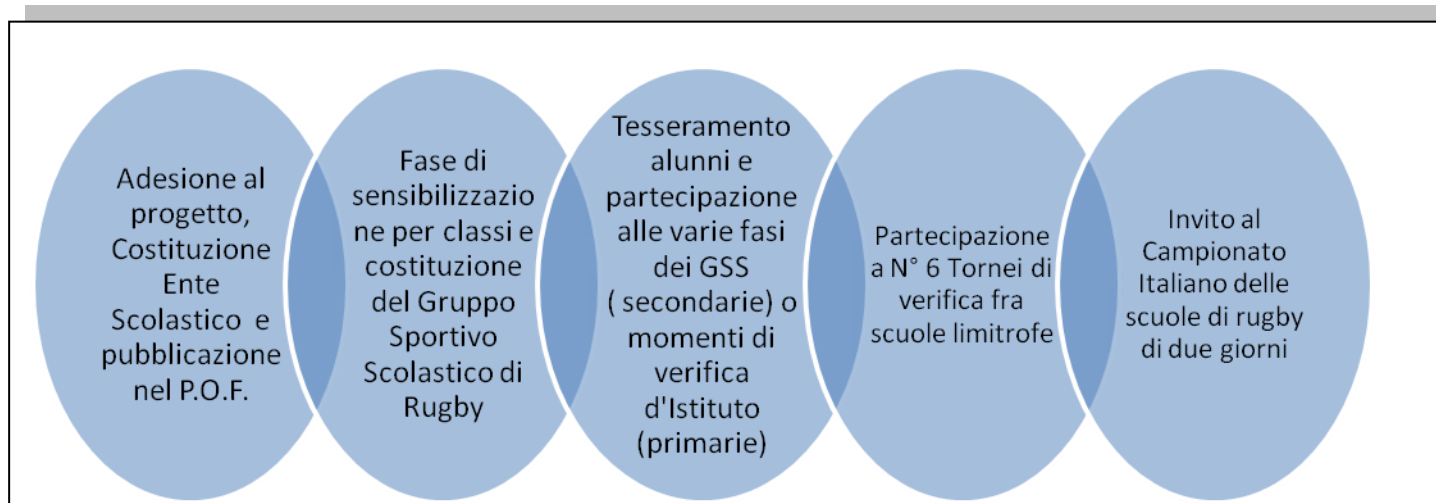 Adesione al
progetto,
Costituzione
Ente
Scolastico e
pubblicazione
nel P.O.F.
Fase di
sensibilizzazio
ne per classi e
costituzione
del Gruppo
Sportivo
Scolastico di
Rugby
Tesseramento
alunni e
partecipazione
alle varie fasi
dei GSS
( secondarie) o
momenti di
verifica
d'Istituto
(primarie)
Partecipazione
a N° 6 Tornei di
verifica fra
scuole limitrofe
Invito al
Campionato
Italiano delle
scuole di rugby
di due giorni